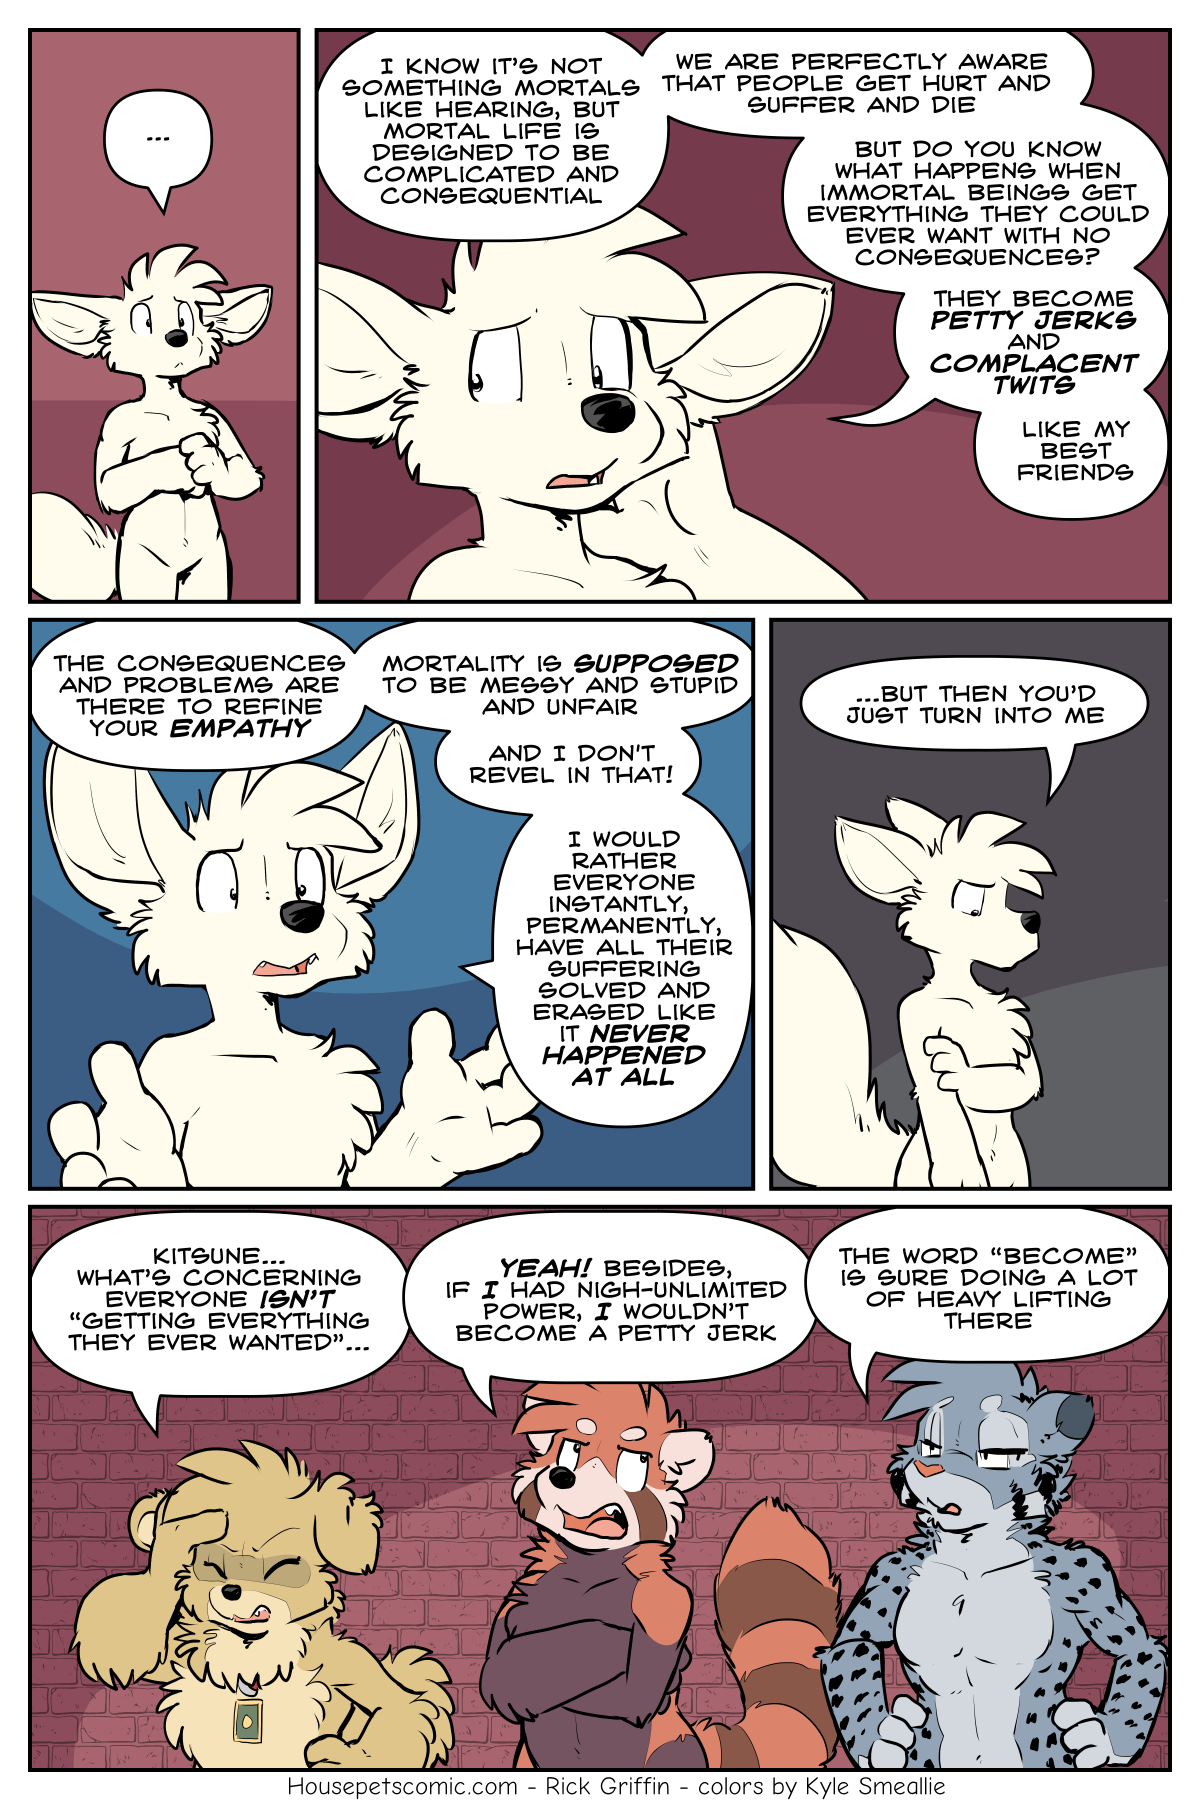 ...
I KNOW IT'S NOT
SOMETHING MORTALS
LIKE HEARING, BUT
MORTAL LIFE IS
DESIGNED TO BE
COMPLICATED AND
CONSEQUENTIAL
WE ARE PERFECTLY AWARE
THAT PEOPLE GET HURT AND
SUFFER AND DIE
BUT DO YOU KNOW
WHAT HAPPENS WHEN
IMMORTAL BEINGS GET
EVERYTHING THEY COULD
EVER WANT WITH NO
CONSEQUENCES?
THEY BECOME
PETTY JERKS
AND
COMPLACENT
TWITS
LIKE MY
BEST
FRIENDS
THE CONSEQUENCES
AND PROBLEMS ARE
THERE TO REFINE
YOUR EMPATHY
MORTALITY IS SUPPOSED
TO BE MESSY AND STUPID
AND UNFAIR
AND I DON'T
REVEL IN THAT!
I WOULD
RATHER
EVERYONE
INSTANTLY,
PERMANENTLY,
HAVE ALL THEIR
SUFFERING
SOLVED AND
ERASED LIKE
IT NEVER
HAPPENED
AT ALL
...BUT THEN YOU'D
JUST TURN INTO ME
KITSUNE...
WHAT'S CONCERNING
EVERYONE ISN'T
"GETTING EVERYTHING
THEY EVER WANTED"...
YEAH! BESIDES,
IF I HAD NIGH-UNLIMITED
POWER, I WOULDN'T
BECOME A PETTY JERK
THE WORD "BECOME"
IS SURE DOING A LOT
OF HEAVY LIFTING
THERE
Housepetscomic.com - Rick Griffin - colors by Kyle Smeallie